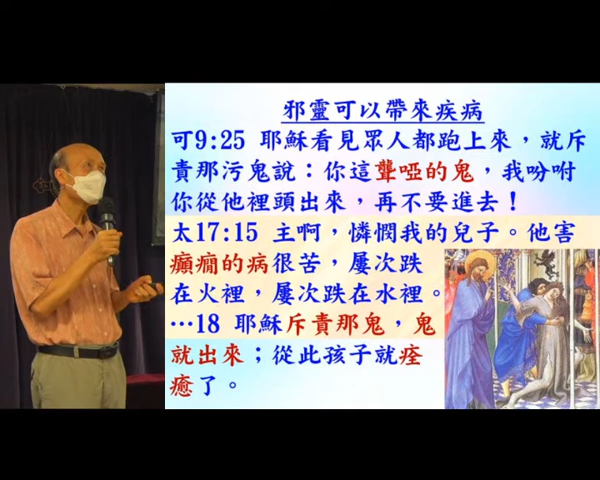 邪靈可以帶來疾病
可9:25 耶穌看見眾人都跑上來，就斥
責那污鬼說：你這聾啞的鬼，我吩咐
你從他裡頭出來，再不要進去！
太17:15 主啊，憐憫我的兒子。他害
癲癇的病很苦，屢次跌
在火裡，屢次跌在水裡。
…18 耶穌斥責那鬼，鬼
就出來；從此孩子就痊
癒了。